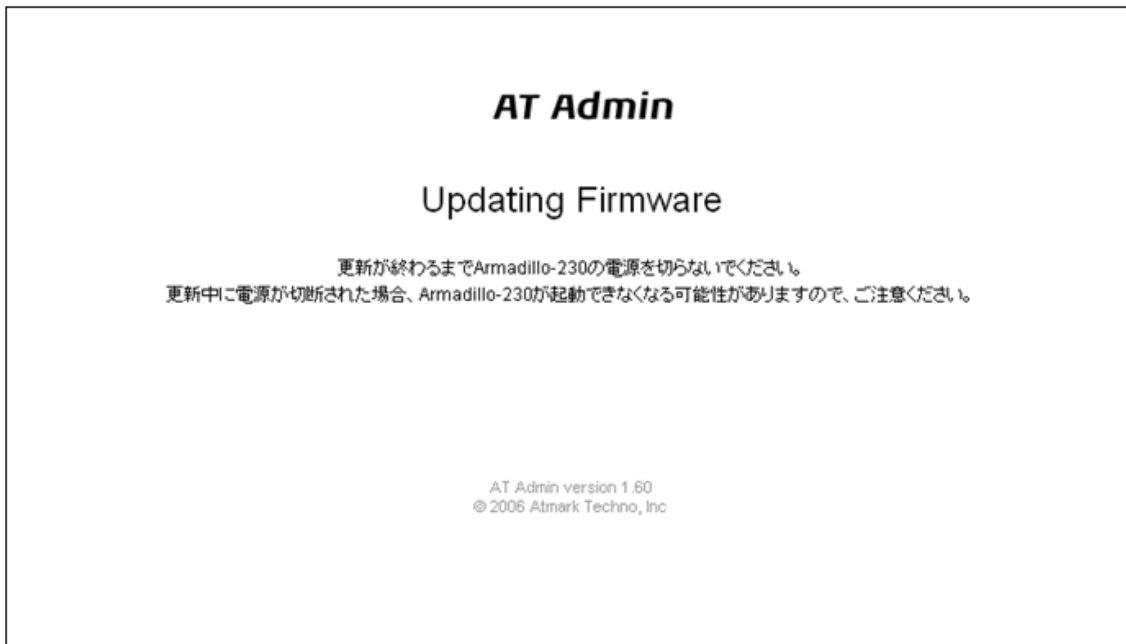 AT Admin
Updating Firmware
更新が終わるまでArmadillo-230の電源を切らないでください。
更新中に電源が切断された場合、Armadillo-230が起動できなくなる可能性がありますので、ご注意ください。
AT Admin version 1.60
© 2006 Atmark Techno, Inc